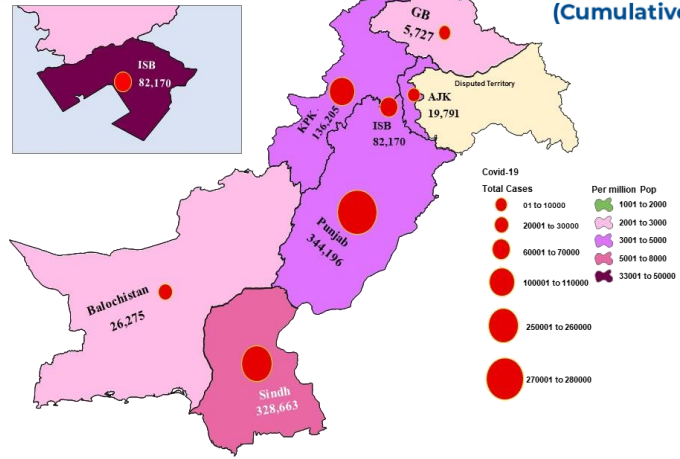 (Cumulative
GB
5,727
ISB
82,170
Disputed Territory
AJK
19,791
KPK
136,205
ISB
82,170
Punjab
344,196
Balochistan
26,275
Sindh
328,663
Covid-19
Total Cases
01 to 10000
20001 to 30000
60001 to 70000
100001 to 110000
250001 to 260000
270001 to 280000
Per million Pop
1001 to 2000
2001 to 3000
3001 to 5000
5001 to 8000
33001 to 50000